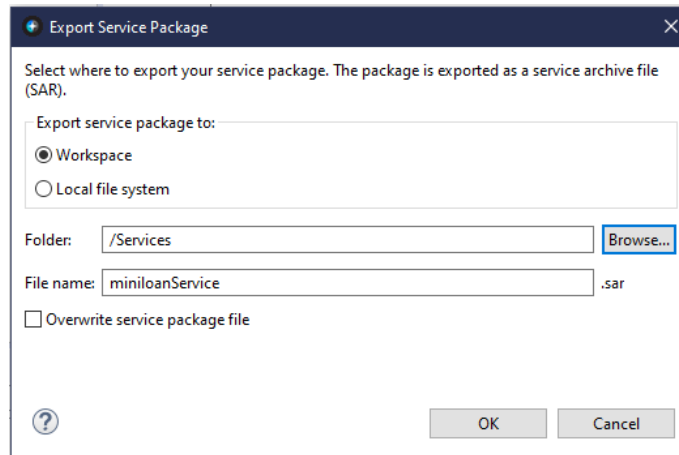 Export Service Package
Select where to export your service package. The package is exported as a service archive file
(SAR).
Export service package to:
Workspace
Local file system
Folder: /Services Browse...
File name: miniloanService .sar
Overwrite service package file
? OK Cancel